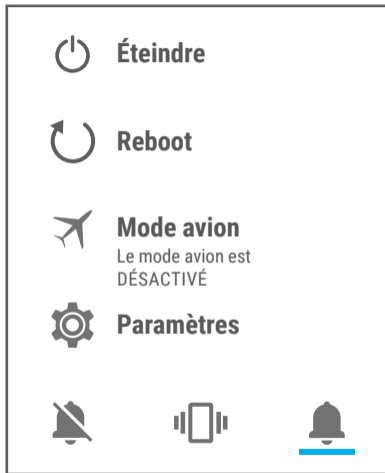 Éteindre
Reboot
Mode avion
Le mode avion est
DÉSACTIVÉ
Paramètres